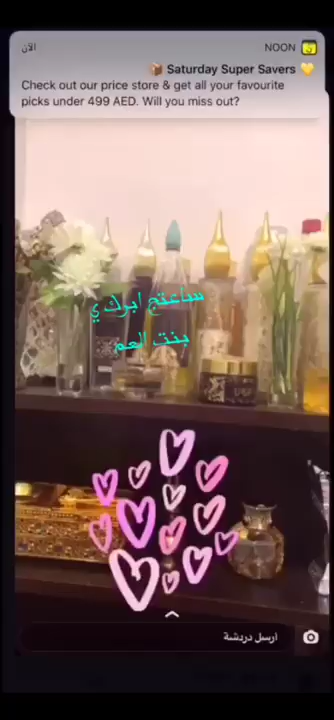 NOON
الآن
📦 Saturday Super Savers 💛
Check out our price store & get all your favourite
picks under 499 AED. Will you miss out?
ساعتج ابرك ي
بنت العم
ارسل دردشة